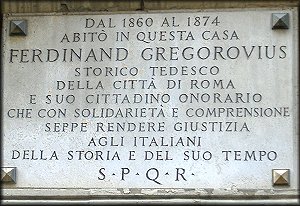 DAL 1860 AL 1874
ABITÒ IN QUESTA CASA
FERDINAND GREGOROVIUS
STORICO TEDESCO
DELLA CITTÀ DI ROMA
E SUO CITTADINO ONORARIO
CHE CON SOLIDARIETÀ E COMPRENSIONE
SEPPE RENDERE GIUSTIZIA
AGLI ITALIANI
DELLA STORIA E DEL SUO TEMPO
S·P·Q·R·